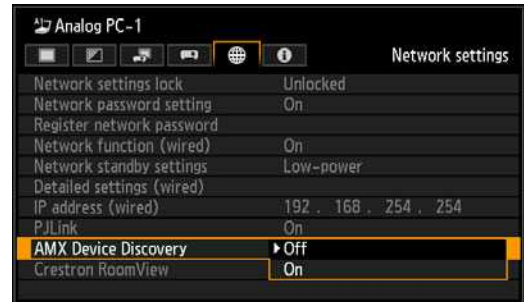 Analog PC-1
Network settings
Network settings lock Unlocked
Network password setting On
Register network password
Network function (wired) On
Network standby settings Low-power
Detailed settings (wired)
IP address (wired) 192 . 168 . 254 . 254
PJLink On
AMX Device Discovery Off
Crestron RoomView On